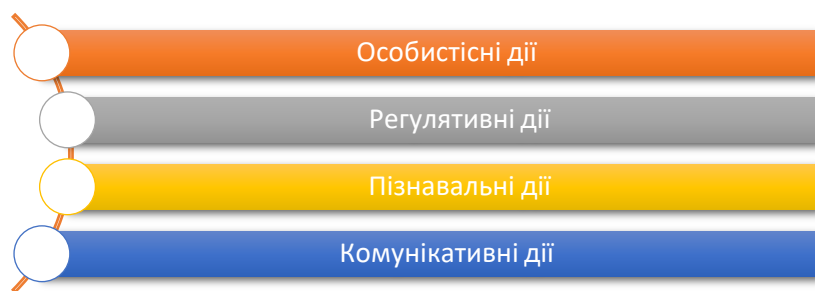 Особистісні дії
Регулятивні дії
Пізнавальні дії
Комунікативні дії